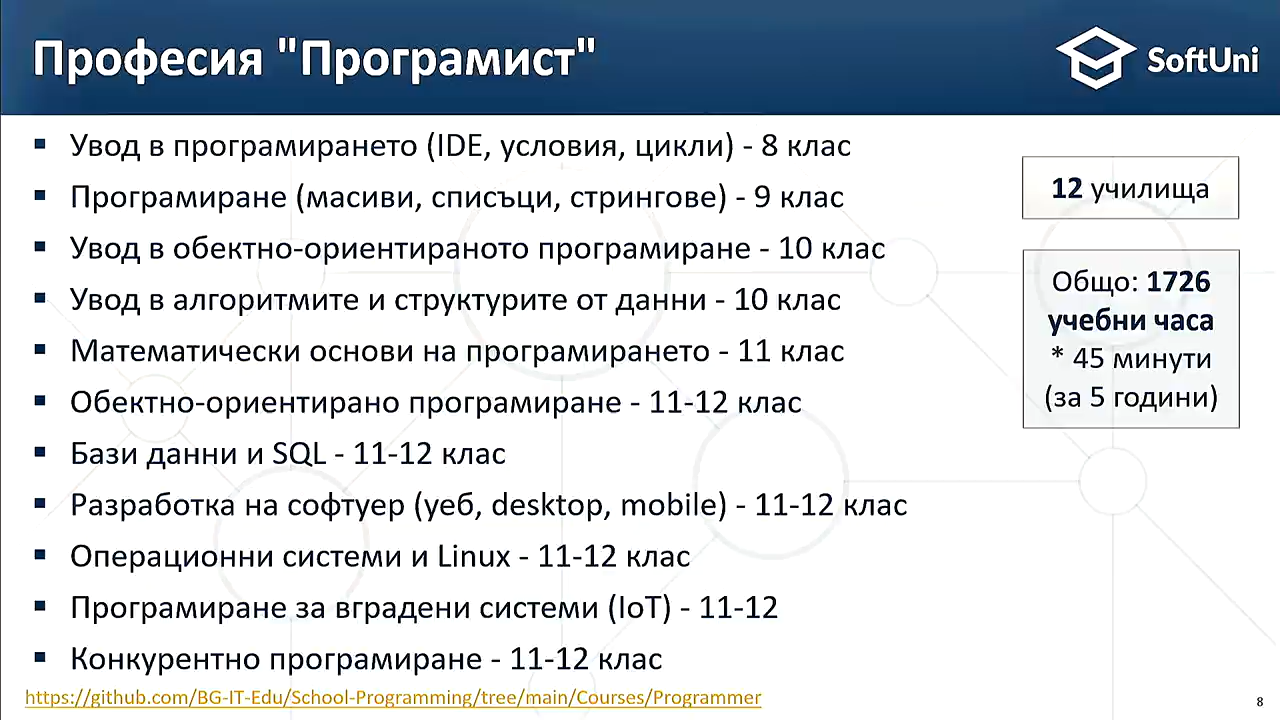 Професия "Програмист"
SoftUni
▪ Увод в програмирането (IDE, условия, цикли) - 8 клас
▪ Програмиране (масиви, списъци, стрингове) - 9 клас
▪ Увод в обектно-ориентираното програмиране - 10 клас
▪ Увод в алгоритмите и структурите от данни - 10 клас
▪ Математически основи на програмирането - 11 клас
▪ Обектно-ориентирано програмиране - 11-12 клас
▪ Бази данни и SQL - 11-12 клас
▪ Разработка на софтуер (уеб, desktop, mobile) - 11-12 клас
▪ Операционни системи и Linux - 11-12 клас
▪ Програмиране за вградени системи (IoT) - 11-12
▪ Конкурентно програмиране - 11-12 клас
12 училища
Общо: 1726
учебни часа
* 45 минути
(за 5 години)
https://github.com/BG-IT-Edu/School-Programming/tree/main/Courses/Programmer
8